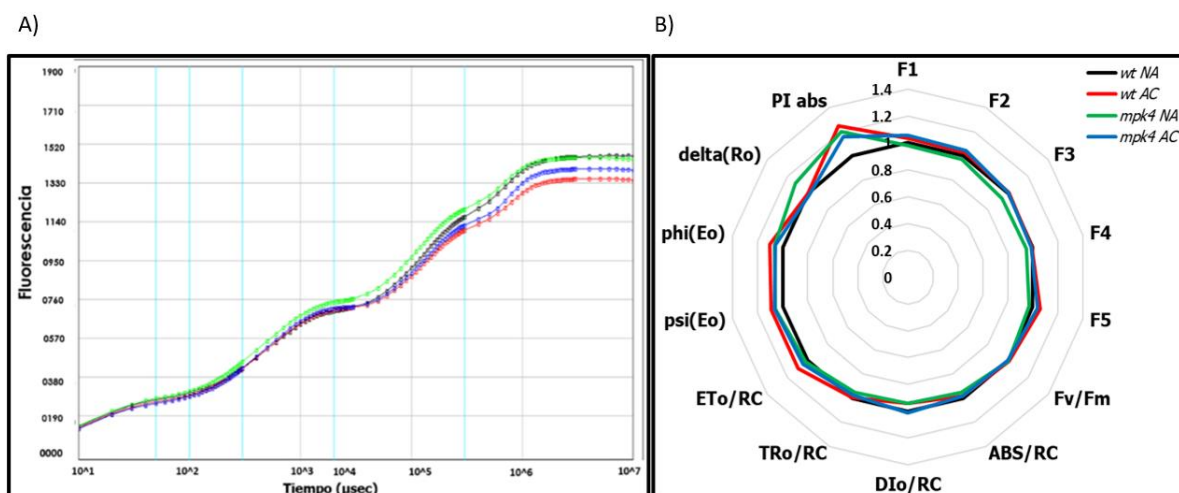 A)
B)
Fluorescencia
1900
1710
1520
1330
1140
0950
0760
0570
0380
0190
0000
10^1
10^2
10^3
10^4
10^5
10^6
10^7
Tiempo (usec)
F1
F2
F3
F4
F5
Fv/Fm
ABS/RC
DIo/RC
TRo/RC
ETo/RC
psi(Eo)
phi(Eo)
delta(Ro)
PI abs
1.4
1.2
1
0.8
0.6
0.4
0.2
0
wt NA
wt AC
mpk4 NA
mpk4 AC